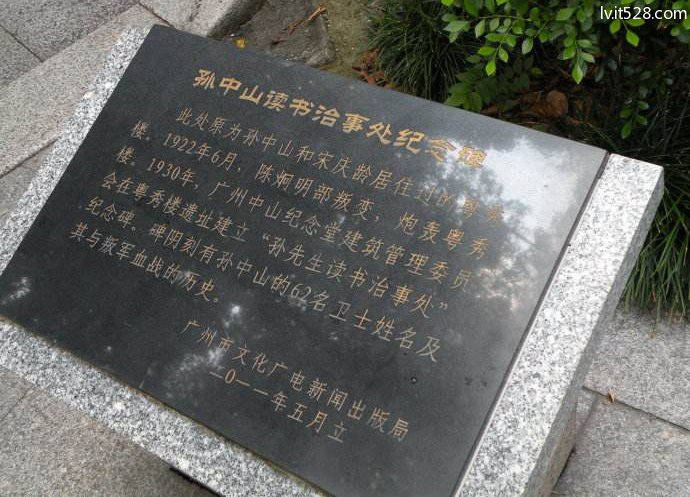 lvit528.com
孙中山读书治事处纪念碑
此处原为孙中山和宋庆龄居住过的粤秀
楼。1922年6月，陈炯明部叛变，炮轰粤秀
楼。1930年，广州中山纪念堂建筑管理委员
会在粤秀楼遗址建立“孙先生读书治事处”
纪念碑。碑阴刻有孙中山的62名卫士姓名及
其与叛军血战的历史。
广州市文化广电新闻出版局
二0一一年五月立